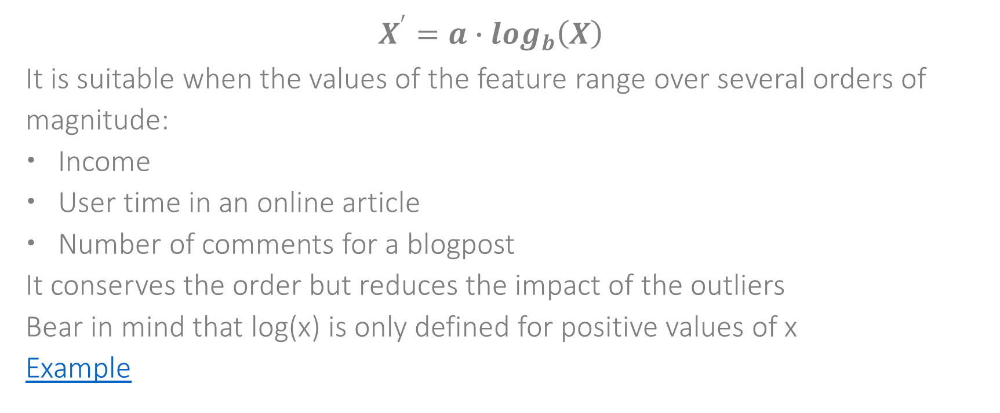 X′ = a · log_b(X)
It is suitable when the values of the feature range over several orders of
magnitude:
• Income
• User time in an online article
• Number of comments for a blogpost
It conserves the order but reduces the impact of the outliers
Bear in mind that log(x) is only defined for positive values of x
Example